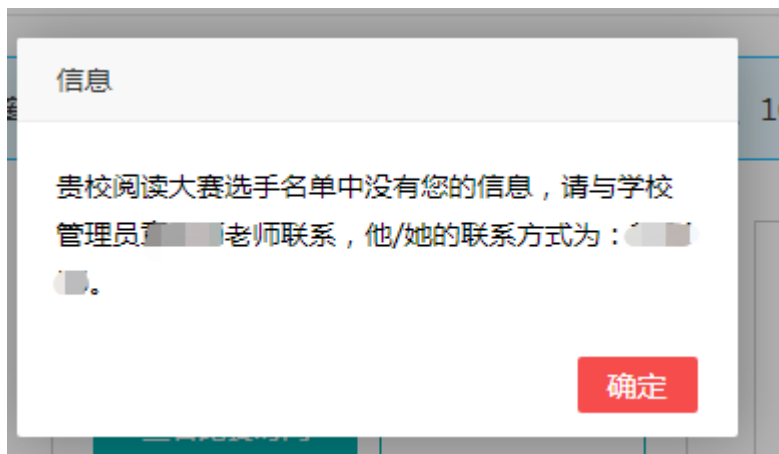 信息
贵校阅读大赛选手名单中没有您的信息，请与学校
管理员老师联系，他/她的联系方式为：
。
确定